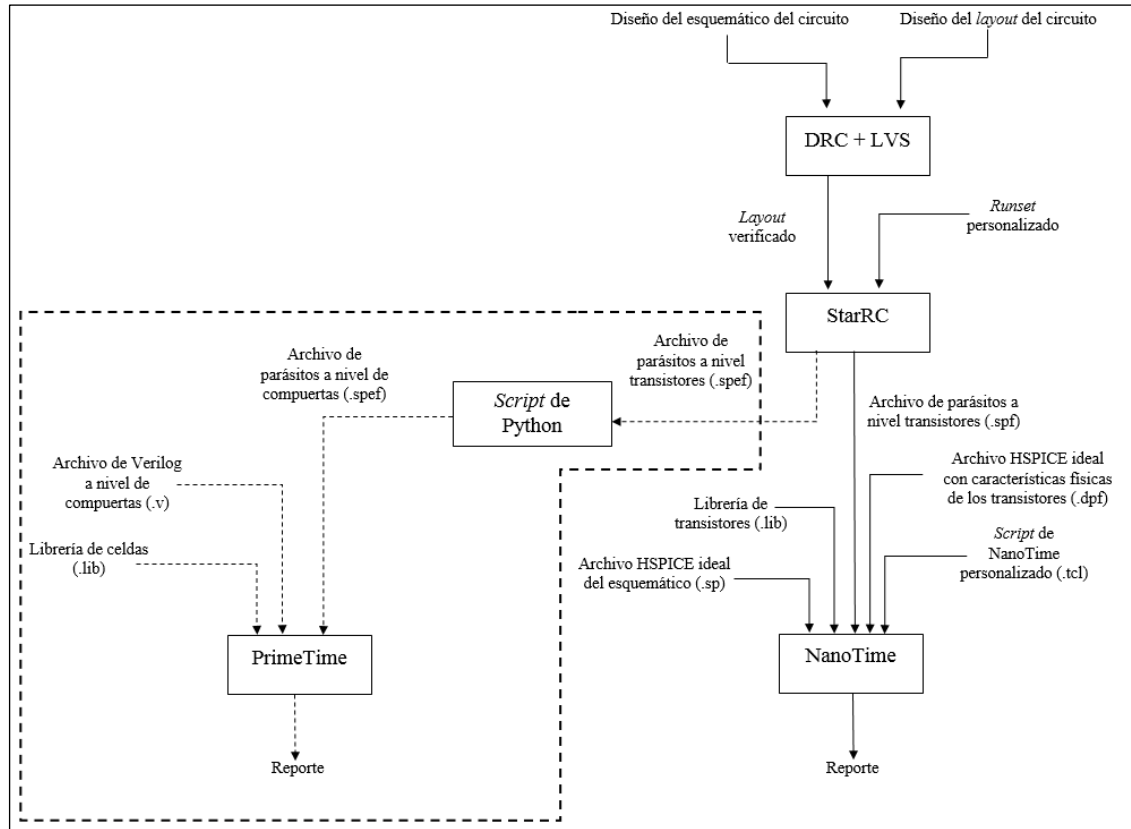 Diseño del esquemático del circuito
Diseño del layout del circuito
DRC + LVS
Layout
verificado
Runset
personalizado
StarRC
Archivo de
parásitos a nivel
transistores (.spef)
Archivo de
parásitos a nivel de
compuertas (.spef)
Script de
Python
Archivo de parásitos a
nivel transistores (.spf)
Archivo de Verilog
a nivel de
compuertas (.v)
Archivo HSPICE ideal
con características físicas
de los transistores (.dpf)
Librería de
transistores (.lib)
Librería de celdas
(.lib)
Script de
NanoTime
personalizado (.tcl)
Archivo HSPICE ideal
del esquemático (.sp)
PrimeTime
NanoTime
Reporte
Reporte